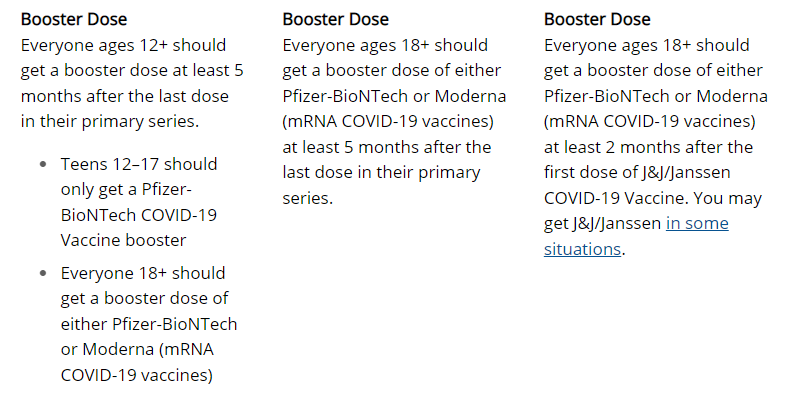 Booster Dose
Everyone ages 12+ should
get a booster dose at least 5
months after the last dose
in their primary series.
• Teens 12–17 should
only get a Pfizer-
BioNTech COVID-19
Vaccine booster
• Everyone 18+ should
get a booster dose of
either Pfizer-BioNTech
or Moderna (mRNA
COVID-19 vaccines)
Booster Dose
Everyone ages 18+ should
get a booster dose of either
Pfizer-BioNTech or Moderna
(mRNA COVID-19 vaccines)
at least 5 months after the
last dose in their primary
series.
Booster Dose
Everyone ages 18+ should
get a booster dose of either
Pfizer-BioNTech or Moderna
(mRNA COVID-19 vaccines)
at least 2 months after the
first dose of J&J/Janssen
COVID-19 Vaccine. You may
get J&J/Janssen in some
situations.